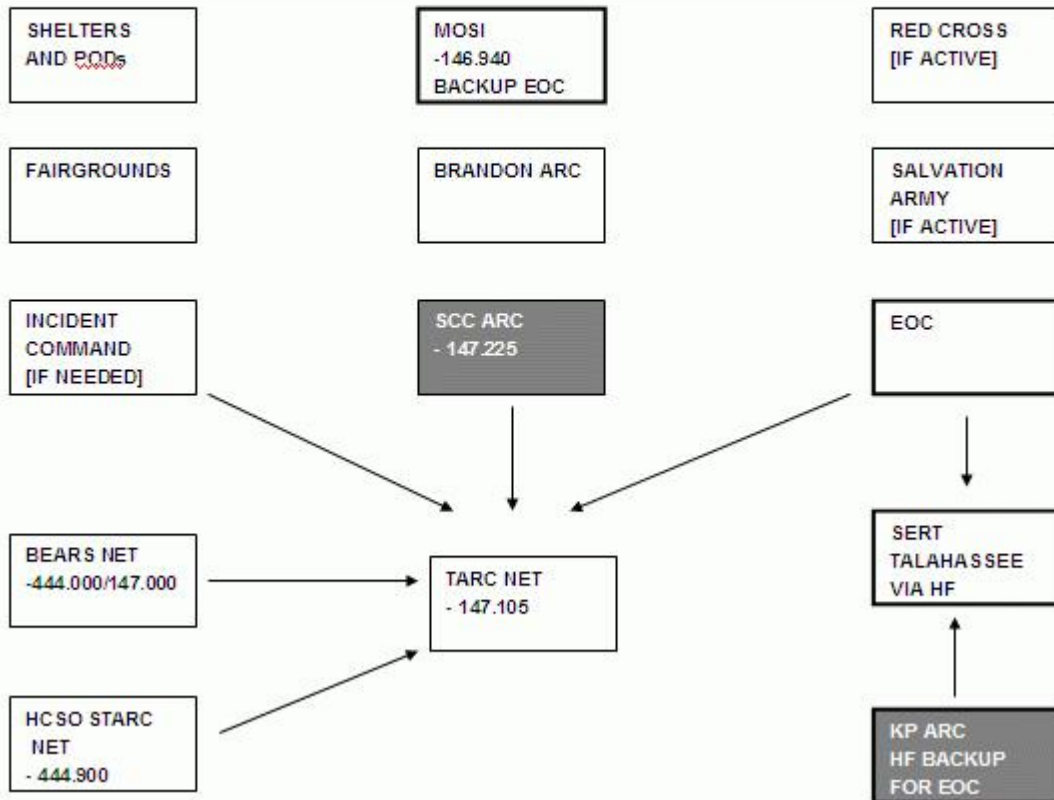 SHELTERS
AND PODs
MOSI
-146.940
BACKUP EOC
RED CROSS
[IF ACTIVE]
FAIRGROUNDS
BRANDON ARC
SALVATION
ARMY
[IF ACTIVE]
INCIDENT
COMMAND
[IF NEEDED]
SCC ARC
- 147.225
EOC
BEARS NET
-444.000/147.000
TARC NET
- 147.105
SERT
TALAHASSEE
VIA HF
HCSO STARC
NET
- 444.900
KP ARC
HF BACKUP
FOR EOC